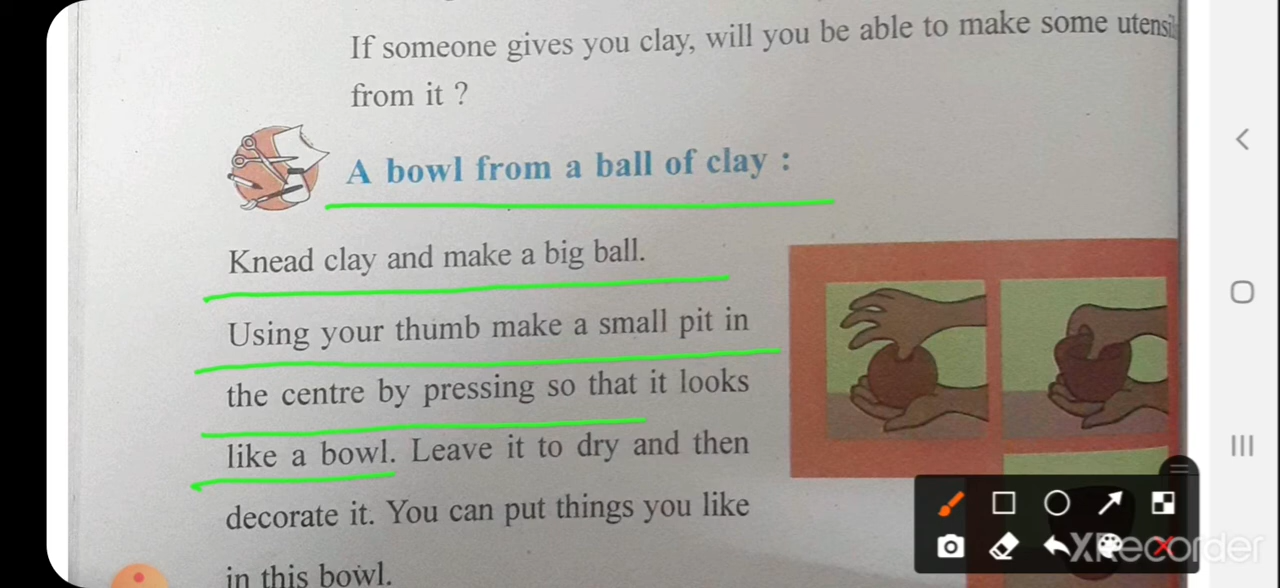 If someone gives you clay, will you be able to make some utensil
from it ?
A bowl from a ball of clay :
Knead clay and make a big ball.
Using your thumb make a small pit in
the centre by pressing so that it looks
like a bowl. Leave it to dry and then
decorate it. You can put things you like
in this bowl.
XRecorder